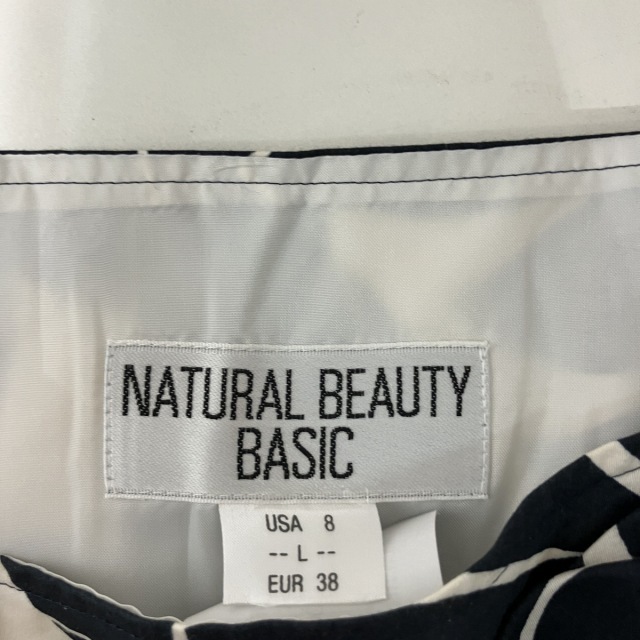 NATURAL BEAUTY
BASIC
USA 8
-- L --
EUR 38